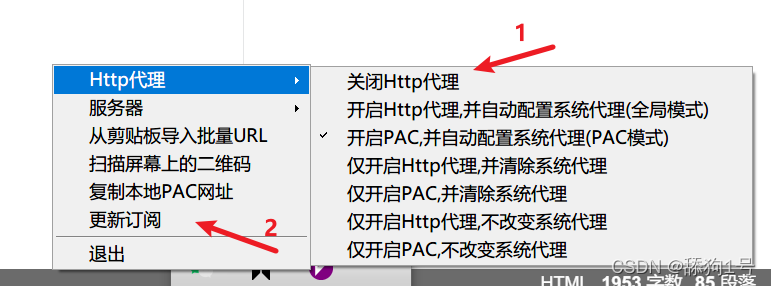 1
Http代理
服务器
从剪贴板导入批量URL
扫描屏幕上的二维码
复制本地PAC网址
更新订阅
2
退出
关闭Http代理
开启Http代理,并自动配置系统代理(全局模式)
开启PAC,并自动配置系统代理(PAC模式)
仅开启Http代理,并清除系统代理
仅开启PAC,并清除系统代理
仅开启Http代理,不改变系统代理
仅开启PAC,不改变系统代理
CSDN @舔狗1号
HTML 1953 字数 85 段落